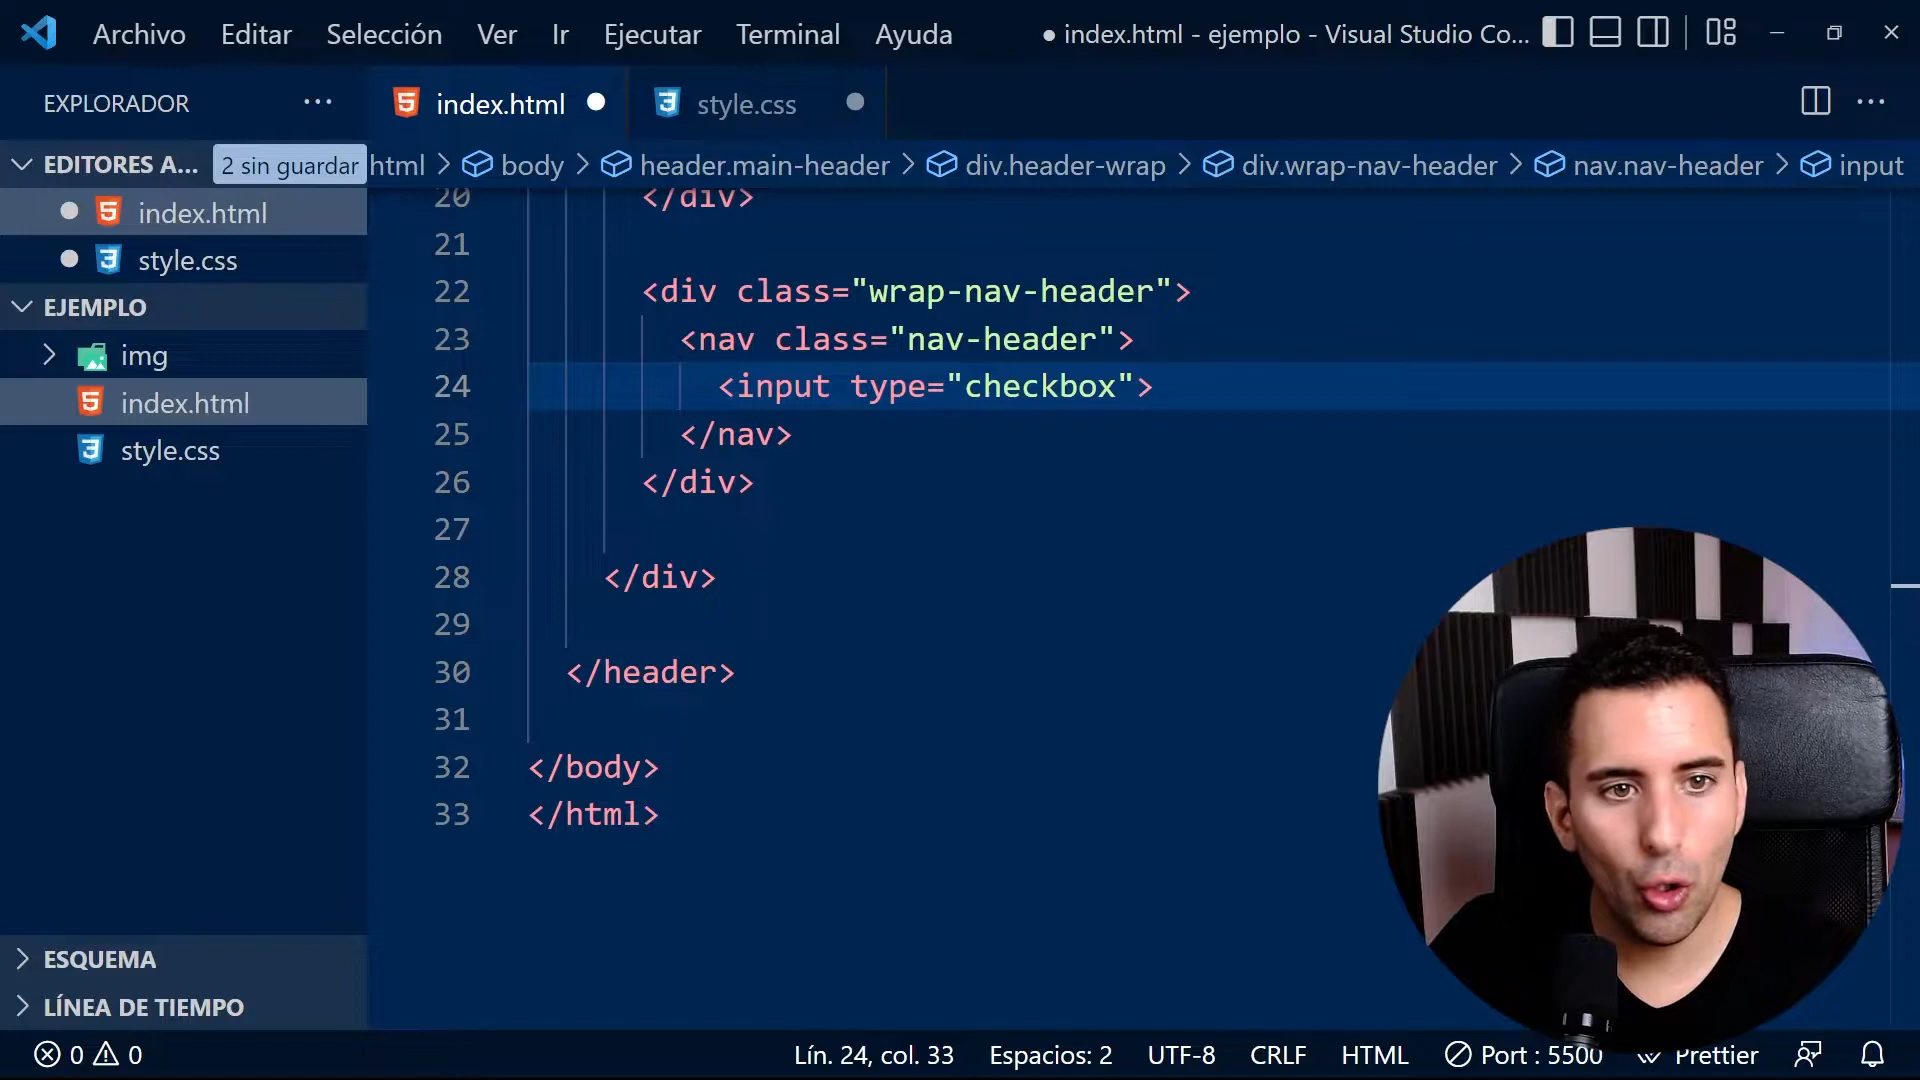 Archivo Editar Selección Ver Ir Ejecutar Terminal Ayuda ● index.html - ejemplo - Visual Studio Co...
EXPLORADOR ···
index.html ●
style.css ●
EDITORES A... 2 sin guardar
html > body > header.main-header > div.header-wrap > div.wrap-nav-header > nav.nav-header > input
index.html
style.css
EJEMPLO
img
index.html
style.css
20 </div>
21
22 <div class="wrap-nav-header">
23 <nav class="nav-header">
24 <input type="checkbox">
25 </nav>
26 </div>
27
28 </div>
29
30 </header>
31
32 </body>
33 </html>
ESQUEMA
LÍNEA DE TIEMPO
0 0 Lín. 24, col. 33 Espacios: 2 UTF-8 CRLF HTML Port : 5500 Prettier